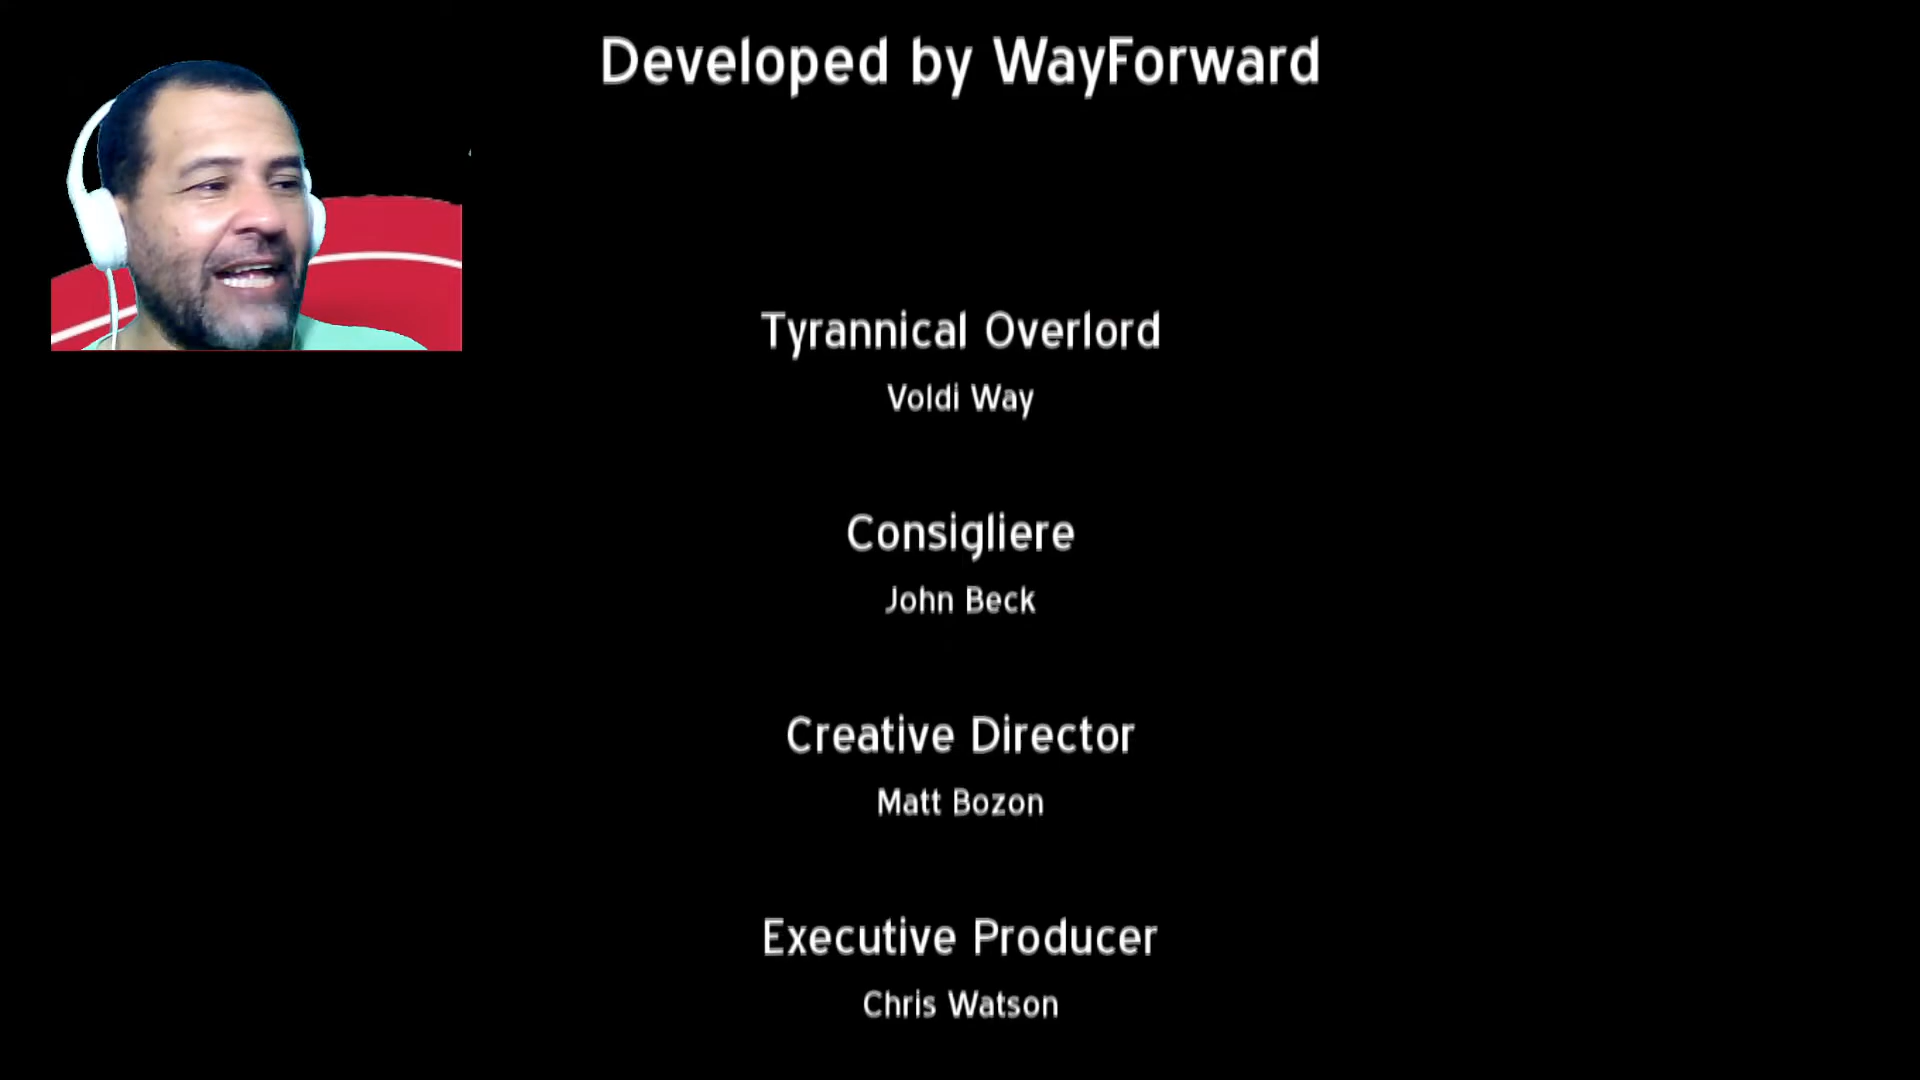 Developed by WayForward
Tyrannical Overlord
Voldi Way
Consigliere
John Beck
Creative Director
Matt Bozon
Executive Producer
Chris Watson